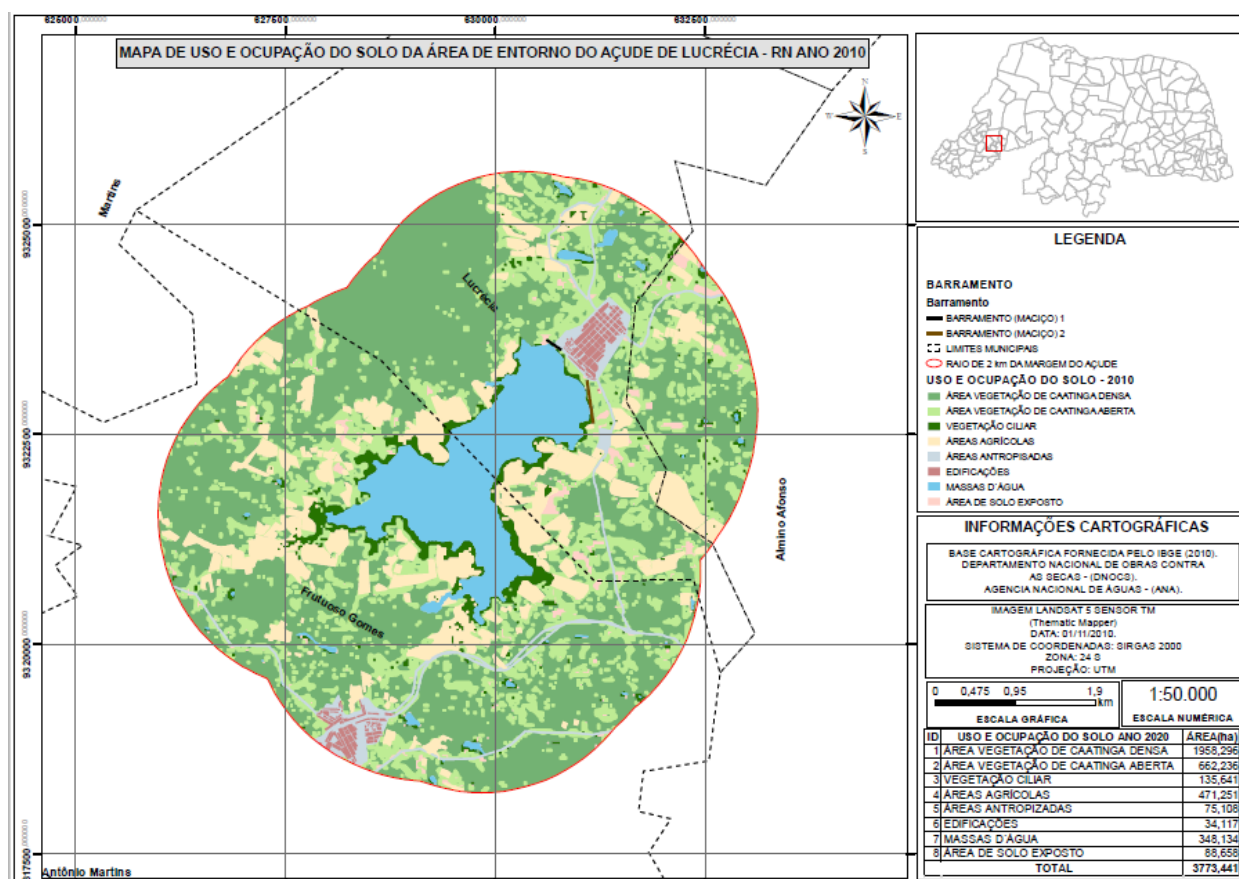 625000,000000 627500,000000 630000,000000 632500,000000
MAPA DE USO E OCUPAÇÃO DO SOLO DA ÁREA DE ENTORNO DO AÇUDE DE LUCRÉCIA - RN ANO 2010
N
W E
S
Martins
9325000,000000
Lucrécia
9322500,000000
Almino Afonso
Frutuoso Gomes
9320000,000000
9317500,000000
Antônio Martins
LEGENDA
BARRAMENTO
Barramento
BARRAMENTO (MACIÇO) 1
BARRAMENTO (MACIÇO) 2
LIMITES MUNICIPAIS
RAIO DE 2 km DA MARGEM DO AÇUDE
USO E OCUPAÇÃO DO SOLO - 2010
ÁREA VEGETAÇÃO DE CAATINGA DENSA
ÁREA VEGETAÇÃO DE CAATINGA ABERTA
VEGETAÇÃO CILIAR
ÁREAS AGRÍCOLAS
ÁREAS ANTROPISADAS
EDIFICAÇÕES
MASSAS D'ÁGUA
ÁREA DE SOLO EXPOSTO
INFORMAÇÕES CARTOGRÁFICAS
BASE CARTOGRÁFICA FORNECIDA PELO IBGE (2010).
DEPARTAMENTO NACIONAL DE OBRAS CONTRA
AS SECAS - (DNOCS).
AGENCIA NACIONAL DE ÁGUAS - (ANA).
IMAGEM LANDSAT 5 SENSOR TM
(Thematic Mapper)
DATA: 01/11/2010.
SISTEMA DE COORDENADAS: SIRGAS 2000
ZONA: 24 S
PROJEÇÃO: UTM
0 0,475 0,95 1,9
km
ESCALA GRÁFICA
1:50.000
ESCALA NUMÉRICA
ID USO E OCUPAÇÃO DO SOLO ANO 2020 ÁREA(ha)
1 ÁREA VEGETAÇÃO DE CAATINGA DENSA 1958,296
2 ÁREA VEGETAÇÃO DE CAATINGA ABERTA 662,236
3 VEGETAÇÃO CILIAR 135,641
4 ÁREAS AGRÍCOLAS 471,251
5 ÁREAS ANTROPIZADAS 75,108
6 EDIFICAÇÕES 34,117
7 MASSAS D'ÁGUA 348,134
8 ÁREA DE SOLO EXPOSTO 88,658
TOTAL 3773,441